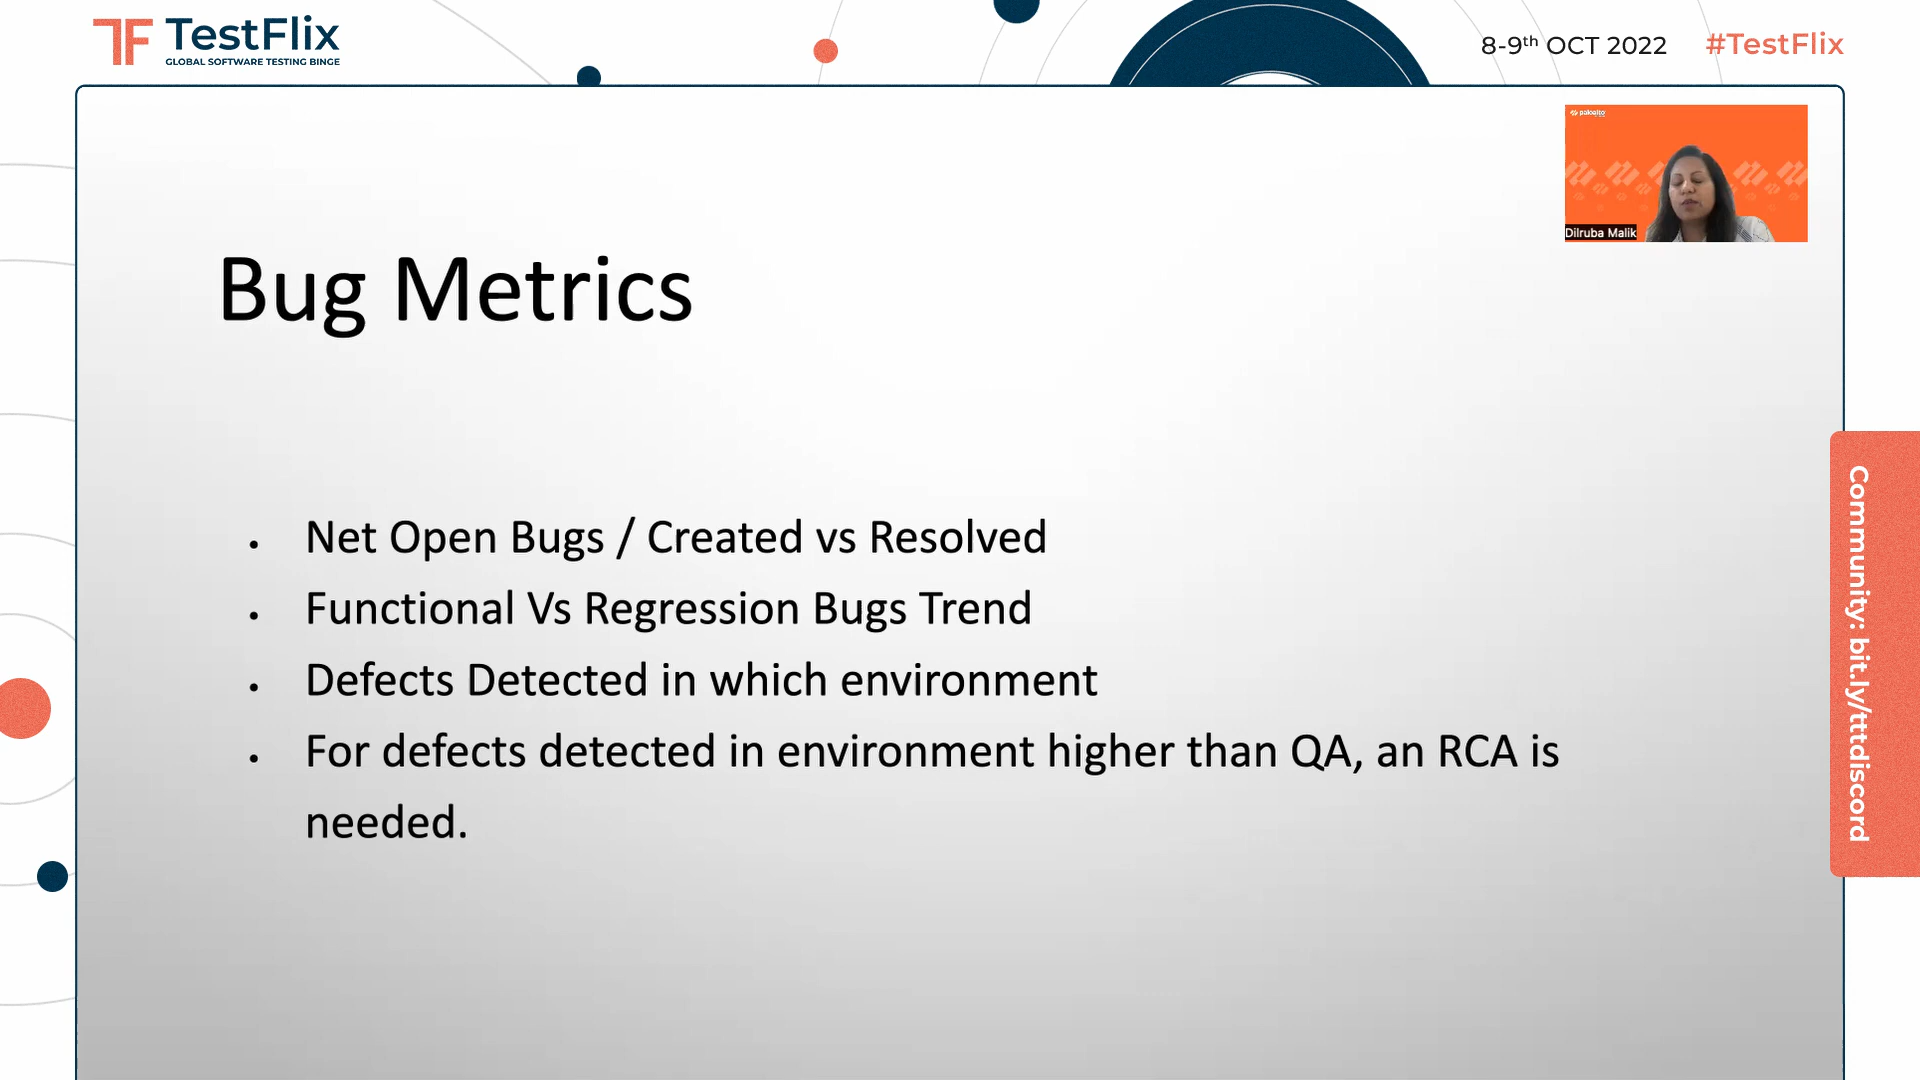 TestFlix
GLOBAL SOFTWARE TESTING BINGE
8-9th OCT 2022
#TestFlix
paloalto
Dilruba Malik
Bug Metrics
• Net Open Bugs / Created vs Resolved
• Functional Vs Regression Bugs Trend
• Defects Detected in which environment
• For defects detected in environment higher than QA, an RCA is
needed.
Community: bit.ly/tttdiscord